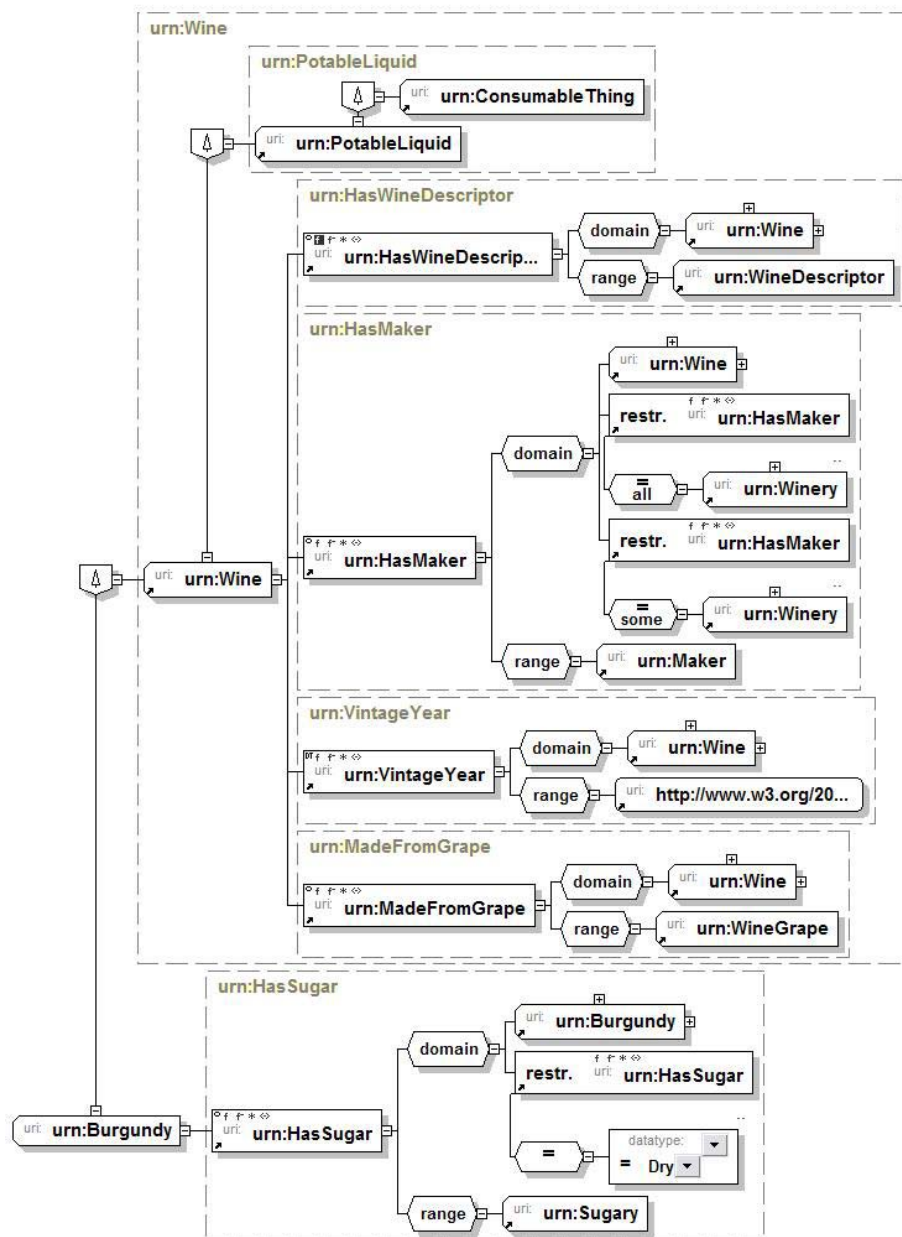 urn:Wine
urn:PotableLiquid
uri: urn:ConsumableThing
uri: urn:PotableLiquid
urn:HasWineDescriptor
uri: urn:HasWineDescrip...
domain
uri: urn:Wine
range
uri: urn:WineDescriptor
urn:HasMaker
uri: urn:Wine
restr. uri: urn:HasMaker
domain
= all
uri: urn:Winery
restr. uri: urn:HasMaker
uri: urn:HasMaker
= some
uri: urn:Winery
uri: urn:Wine
range
uri: urn:Maker
urn:VintageYear
domain
uri: urn:Wine
DT
uri: urn:VintageYear
range
uri: http://www.w3.org/20...
urn:MadeFromGrape
domain
uri: urn:Wine
uri: urn:MadeFromGrape
range
uri: urn:WineGrape
urn:HasSugar
uri: urn:Burgundy
domain
restr. uri: urn:HasSugar
uri: urn:Burgundy
uri: urn:HasSugar
=
datatype:
= Dry
range
uri: urn:Sugary